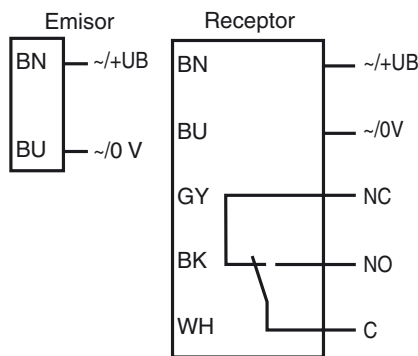 Emisor
BN ~/+UB
BU ~/0 V
Receptor
BN ~/+UB
BU ~/0V
GY NC
BK NO
WH C